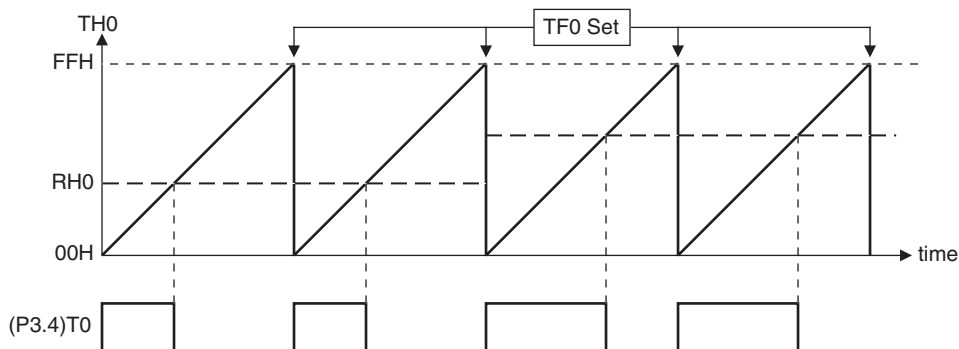 TH0
TF0 Set
FFH
RH0
00H
time
(P3.4)T0